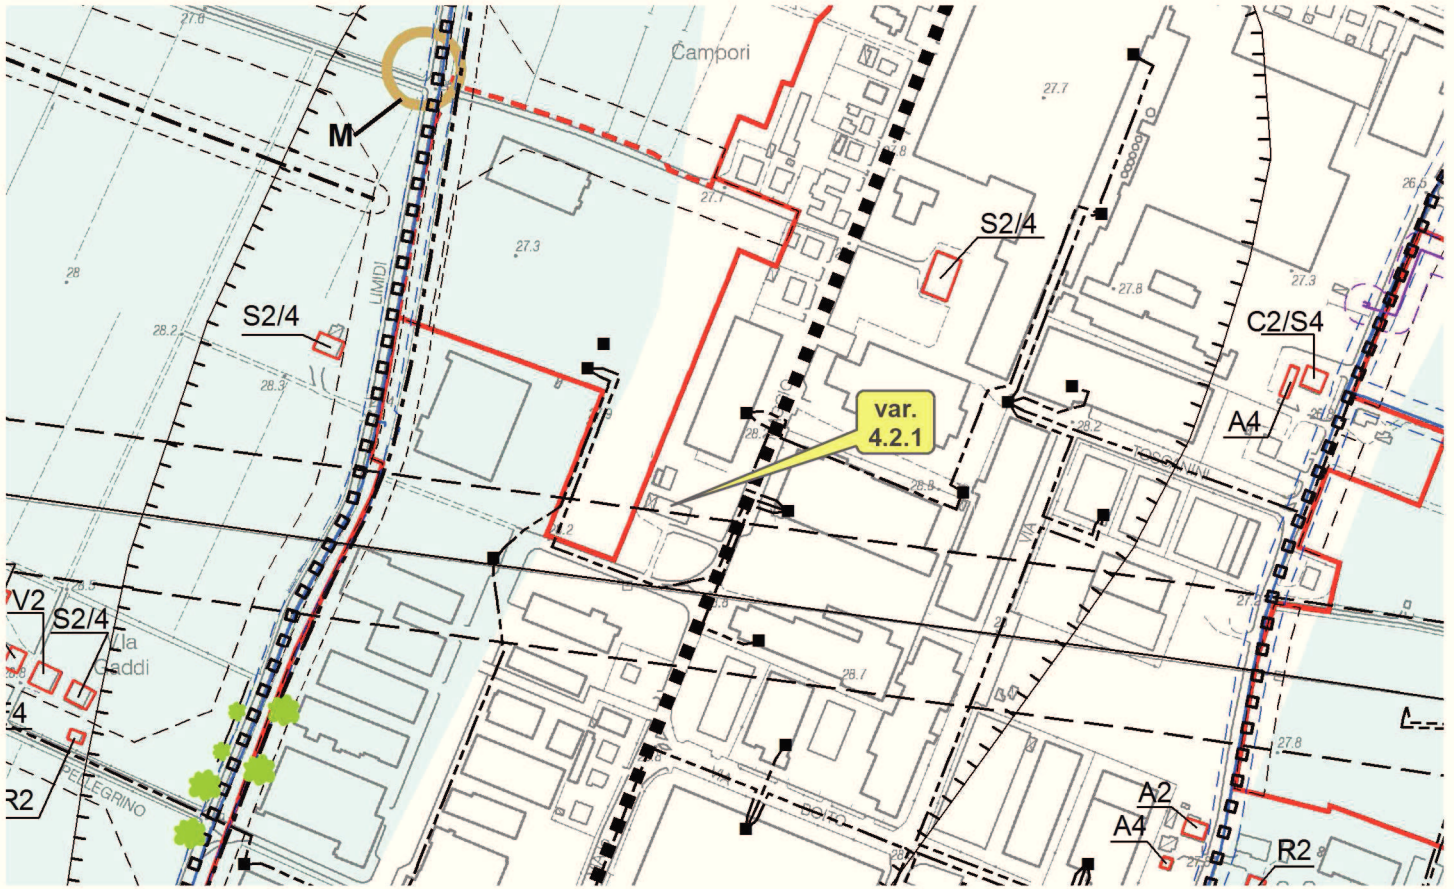 27.6
Campori
27.7
M
27.8
26.5
27.7
S2/4
27.3
LIMIDI
28
27.8
27.3
S2/4
28.2
C2/S4
28.3
var.
4.2.1
A4
28.2
TOSCANINI
28.8
VIA
28.5
V2
S2/4
Gaddi
28.7
27.8
PELLEGRINO
VIA
BOITO
R2
A2
A4
R2